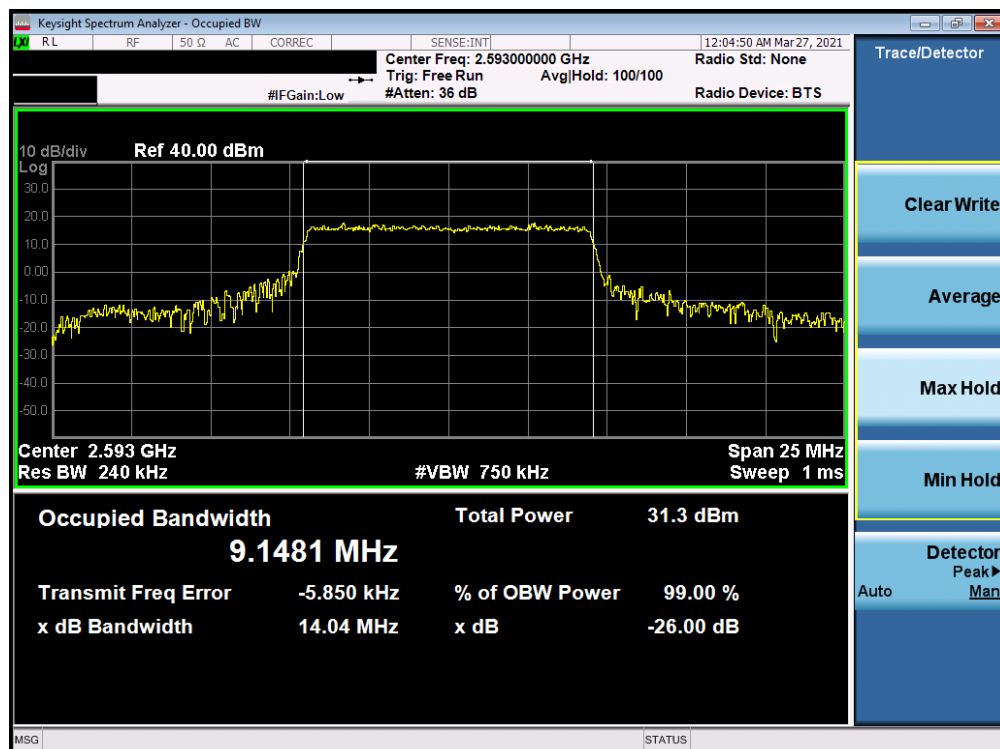 Keysight Spectrum Analyzer - Occupied BW
LXI RL RF 50 Ω AC CORREC SENSE:INT 12:04:50 AM Mar 27, 2021
Center Freq: 2.593000000 GHz Radio Std: None
Trig: Free Run Avg|Hold: 100/100
#IFGain:Low #Atten: 36 dB Radio Device: BTS
Trace/Detector
10 dB/div Ref 40.00 dBm
Log
30.0
20.0
10.0
0.00
-10.0
-20.0
-30.0
-40.0
-50.0
Center 2.593 GHz Span 25 MHz
Res BW 240 kHz #VBW 750 kHz Sweep 1 ms
Clear Write
Average
Max Hold
Min Hold
Detector
Peak▶
Auto Man
Occupied Bandwidth Total Power 31.3 dBm
9.1481 MHz
Transmit Freq Error -5.850 kHz % of OBW Power 99.00 %
x dB Bandwidth 14.04 MHz x dB -26.00 dB
MSG STATUS